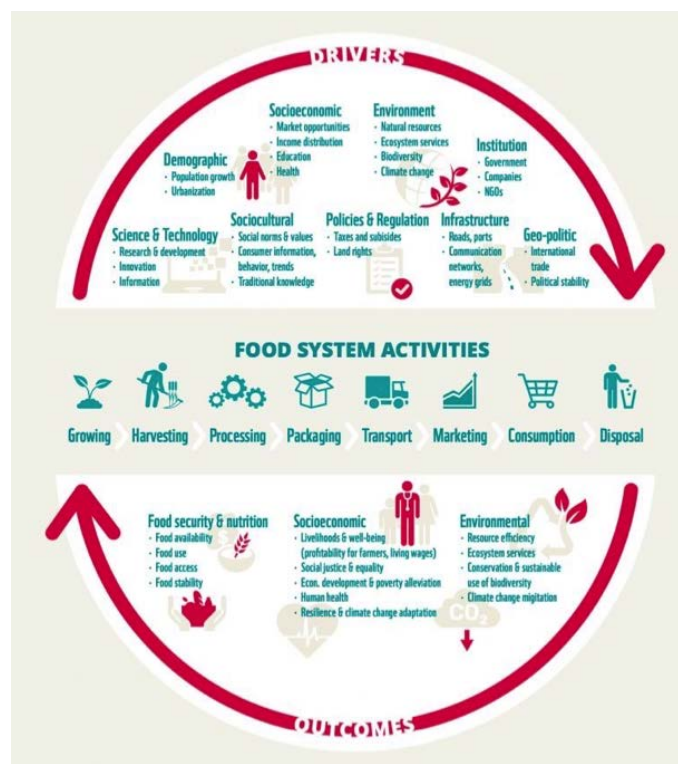 DRIVERS
Socioeconomic
· Market opportunities
· Income distribution
· Education
· Health
Environment
· Natural resources
· Ecosystem services
· Biodiversity
· Climate change
Institution
· Government
· Companies
· NGOs
Demographic
· Population growth
· Urbanization
Science & Technology
· Research & development
· Innovation
· Information
Sociocultural
· Social norms & values
· Consumer information,
behavior, trends
· Traditional knowledge
Policies & Regulation
· Taxes and subisides
· Land rights
Infrastructure
· Roads, ports
· Communication
networks,
energy grids
Geo-politic
· International
trade
· Political stability
FOOD SYSTEM ACTIVITIES
Growing
Harvesting
Processing
Packaging
Transport
Marketing
Consumption
Disposal
Food security & nutrition
· Food availability
· Food use
· Food access
· Food stability
Socioeconomic
· Livelihoods & well-being
(profitability for farmers, living wages)
· Social justice & equality
· Econ. development & poverty alleviation
· Human health
· Resilience & climate change adaptation
Environmental
· Resource efficiency
· Ecosystem services
· Conservation & sustainable
use of biodiversity
· Climate change migitation
CO₂
OUTCOMES